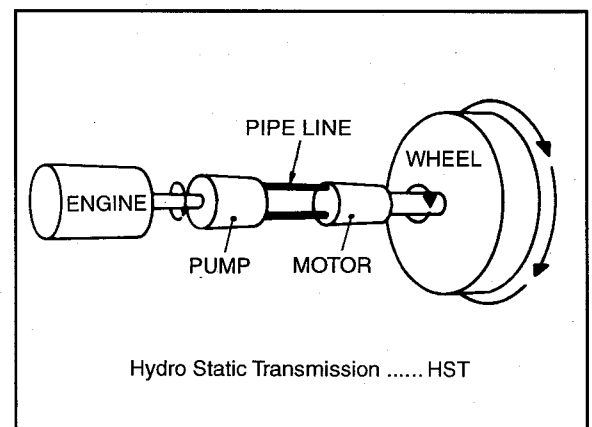 PIPE LINE
WHEEL
ENGINE
PUMP
MOTOR
Hydro Static Transmission ...... HST